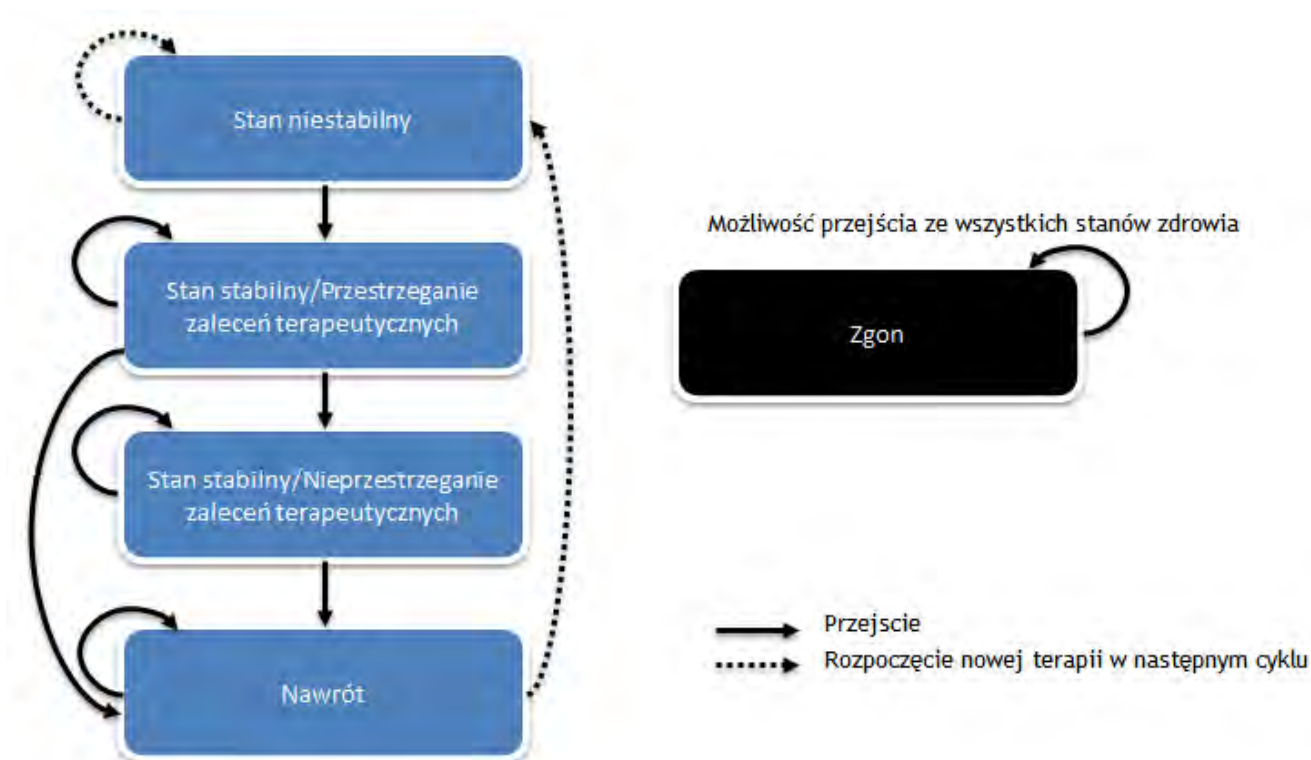 Stan niestabilny
Stan stabilny/Przestrzeganie
zaleceń terapeutycznych
Stan stabilny/Nieprzestrzeganie
zaleceń terapeutycznych
Nawrót
Możliwość przejścia ze wszystkich stanów zdrowia
Zgon
Przejscie
Rozpoczęcie nowej terapii w następnym cyklu